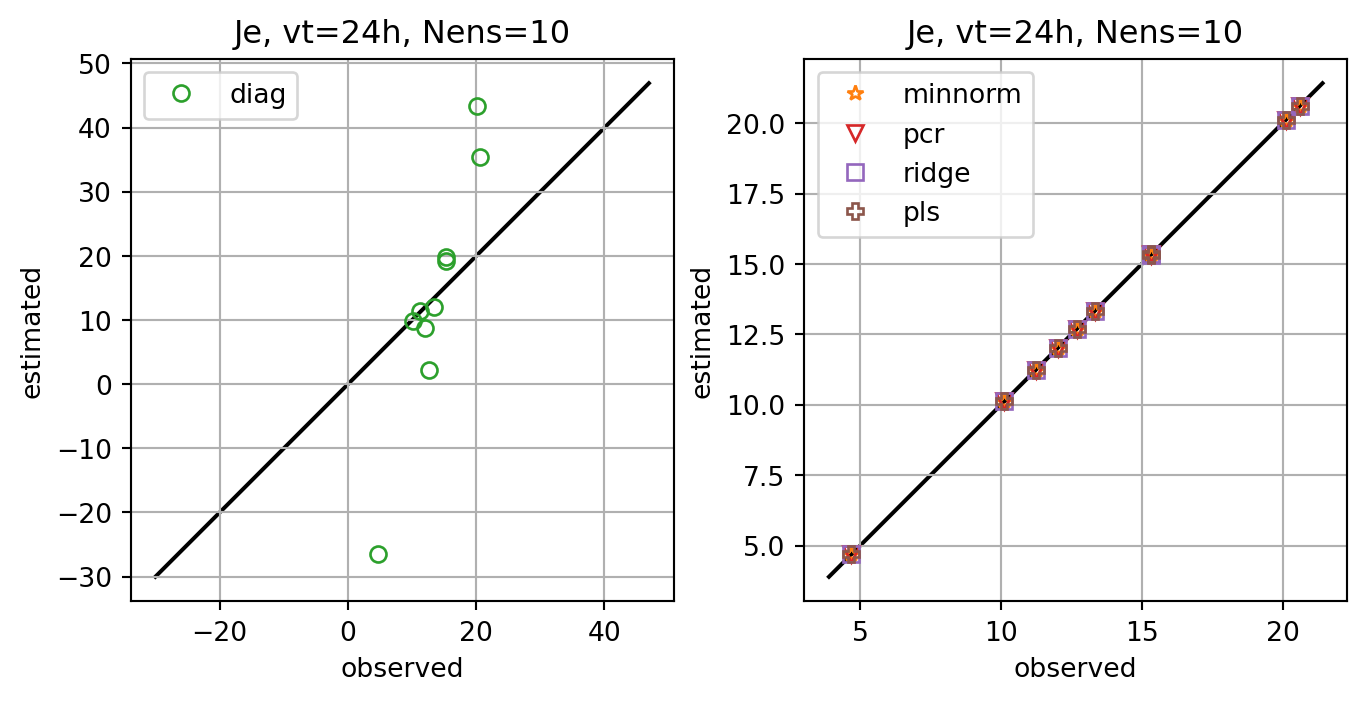 Je, vt=24h, Nens=10
diag
50
40
30
20
10
0
−10
−20
−30
estimated
−20
0
20
40
observed
Je, vt=24h, Nens=10
minnorm
pcr
ridge
pls
20.0
17.5
15.0
12.5
10.0
7.5
5.0
estimated
5
10
15
20
observed